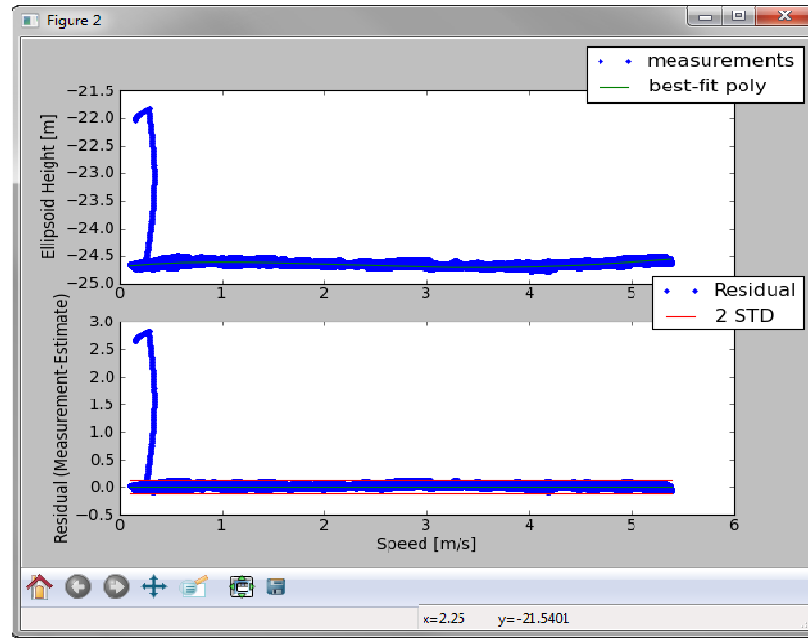 Figure 2
measurements
best-fit poly
Ellipsoid Height [m]
−21.5
−22.0
−22.5
−23.0
−23.5
−24.0
−24.5
−25.0
0 1 2 3 4 5
Residual
2 STD
Residual (Measurement-Estimate)
3.0
2.5
2.0
1.5
1.0
0.5
0.0
−0.5
0 1 2 3 4 5 6
Speed [m/s]
x=2.25 y=-21.5401